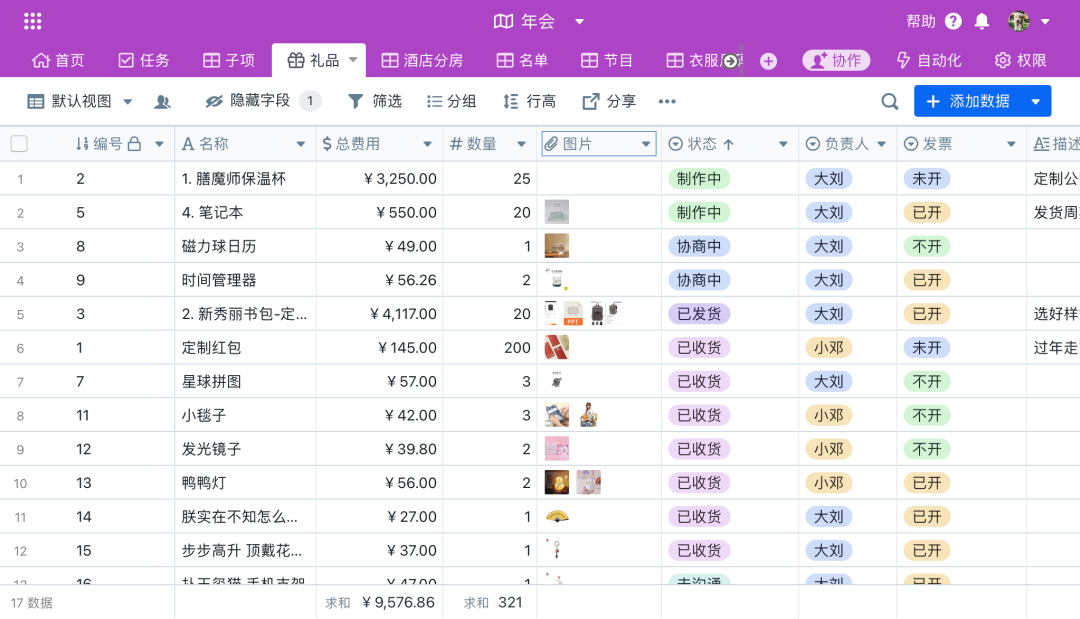 年会
帮助
首页 任务 子项 礼品 酒店分房 名单 节目 衣服 协作 自动化 权限
默认视图 隐藏字段 1 筛选 分组 行高 分享 添加数据
编号 名称 $ 总费用 # 数量 图片 状态 负责人 发票 描述
1 2 1. 膳魔师保温杯 ¥ 3,250.00 25 制作中 大刘 未开 定制公
2 5 4. 笔记本 ¥ 550.00 20 制作中 大刘 已开 发货周
3 8 磁力球日历 ¥ 49.00 1 协商中 大刘 不开
4 9 时间管理器 ¥ 56.26 2 协商中 大刘 已开
5 3 2. 新秀丽书包-定... ¥ 4,117.00 20 PPT 已发货 大刘 已开 选好样
6 1 定制红包 ¥ 145.00 200 已收货 小邓 未开 过年走
7 7 星球拼图 ¥ 57.00 3 已收货 大刘 不开
8 11 小毯子 ¥ 42.00 3 已收货 小邓 不开
9 12 发光镜子 ¥ 39.80 2 已收货 小邓 不开
10 13 鸭鸭灯 ¥ 56.00 2 已收货 小邓 已开
11 14 朕实在不知怎么... ¥ 27.00 1 已收货 大刘 已开
12 15 步步高升 顶戴花... ¥ 37.00 1 已收货 大刘 已开
13 16 ¥ 47.00 1 未沟通 大刘 已开
17 数据 求和 ¥ 9,576.86 求和 321